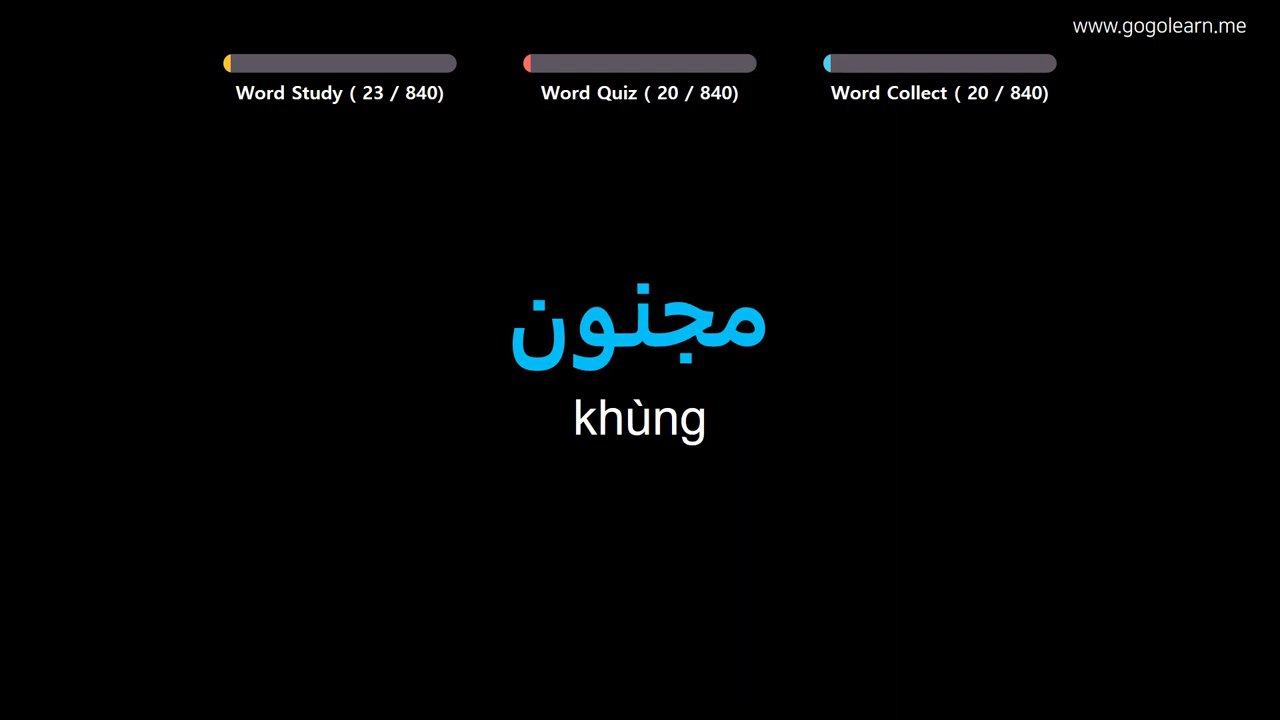 www.gogolearn.me
Word Study ( 23 / 840)
Word Quiz ( 20 / 840)
Word Collect ( 20 / 840)
مجنون
khùng